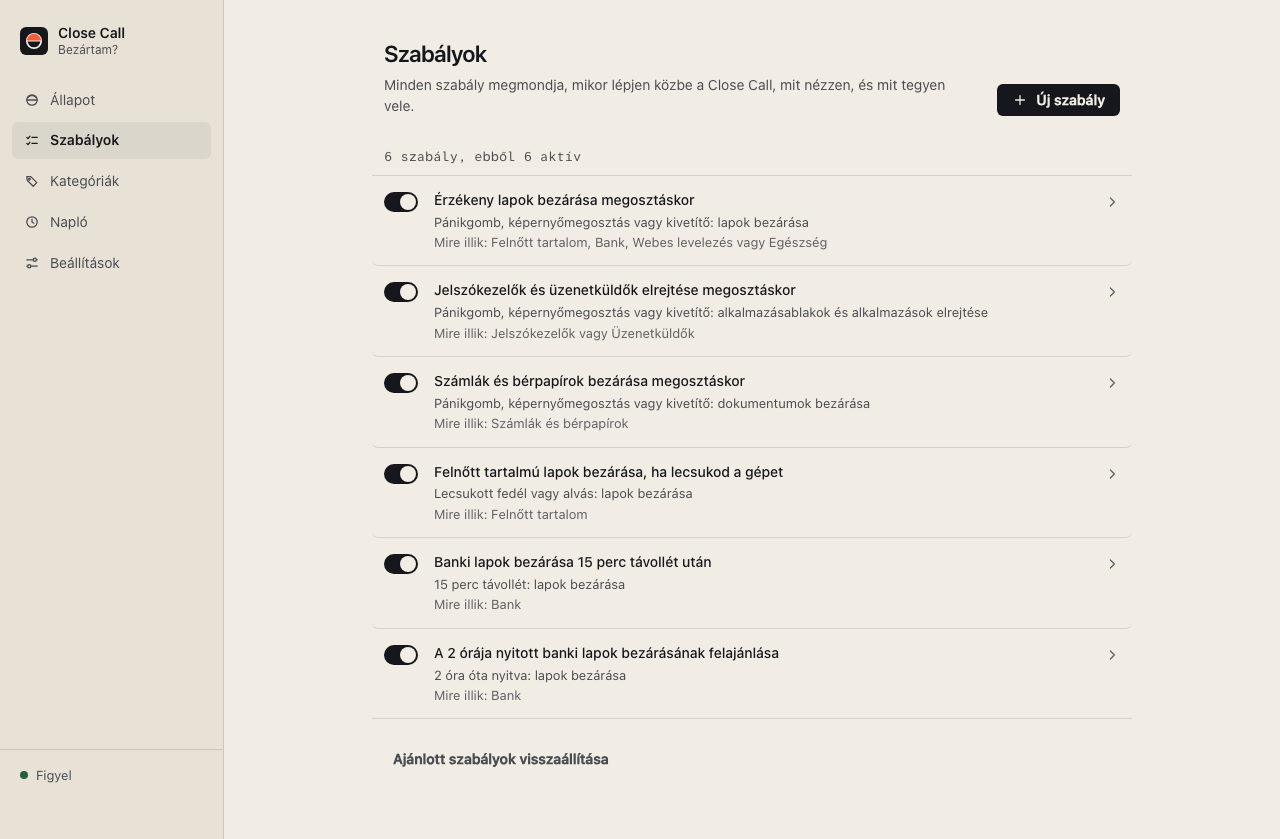 Close Call
Bezártam?
Állapot
Szabályok
Kategóriák
Napló
Beállítások
Figyel
Szabályok
Minden szabály megmondja, mikor lépjen közbe a Close Call, mit nézzen, és mit tegyen
vele.
Új szabály
6 szabály, ebből 6 aktív
Érzékeny lapok bezárása megosztáskor
Pánikgomb, képernyőmegosztás vagy kivetítő: lapok bezárása
Mire illik: Felnőtt tartalom, Bank, Webes levelezés vagy Egészség
Jelszókezelők és üzenetküldők elrejtése megosztáskor
Pánikgomb, képernyőmegosztás vagy kivetítő: alkalmazásablakok és alkalmazások elrejtése
Mire illik: Jelszókezelők vagy Üzenetküldők
Számlák és bérpapírok bezárása megosztáskor
Pánikgomb, képernyőmegosztás vagy kivetítő: dokumentumok bezárása
Mire illik: Számlák és bérpapírok
Felnőtt tartalmú lapok bezárása, ha lecsukod a gépet
Lecsukott fedél vagy alvás: lapok bezárása
Mire illik: Felnőtt tartalom
Banki lapok bezárása 15 perc távollét után
15 perc távollét: lapok bezárása
Mire illik: Bank
A 2 órája nyitott banki lapok bezárásának felajánlása
2 óra óta nyitva: lapok bezárása
Mire illik: Bank
Ajánlott szabályok visszaállítása